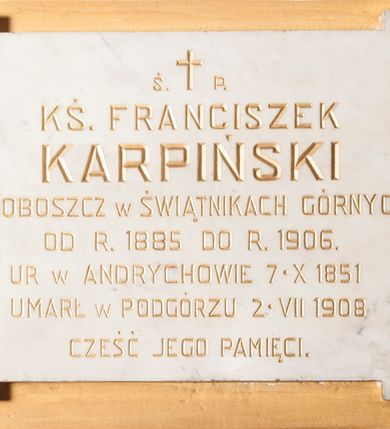 Ś. † P.
KŚ. FRANCISZEK
KARPIŃSKI
OBOSZCZ w ŚWIĄTNIKACH GÓRNYC
OD R. 1885 DO R. 1906.
UR w ANDRYCHOWIE 7·X 1851
UMARŁ w PODGÓRZU 2·VII 1908
CZEŚĆ JEGO PAMIĘCI.